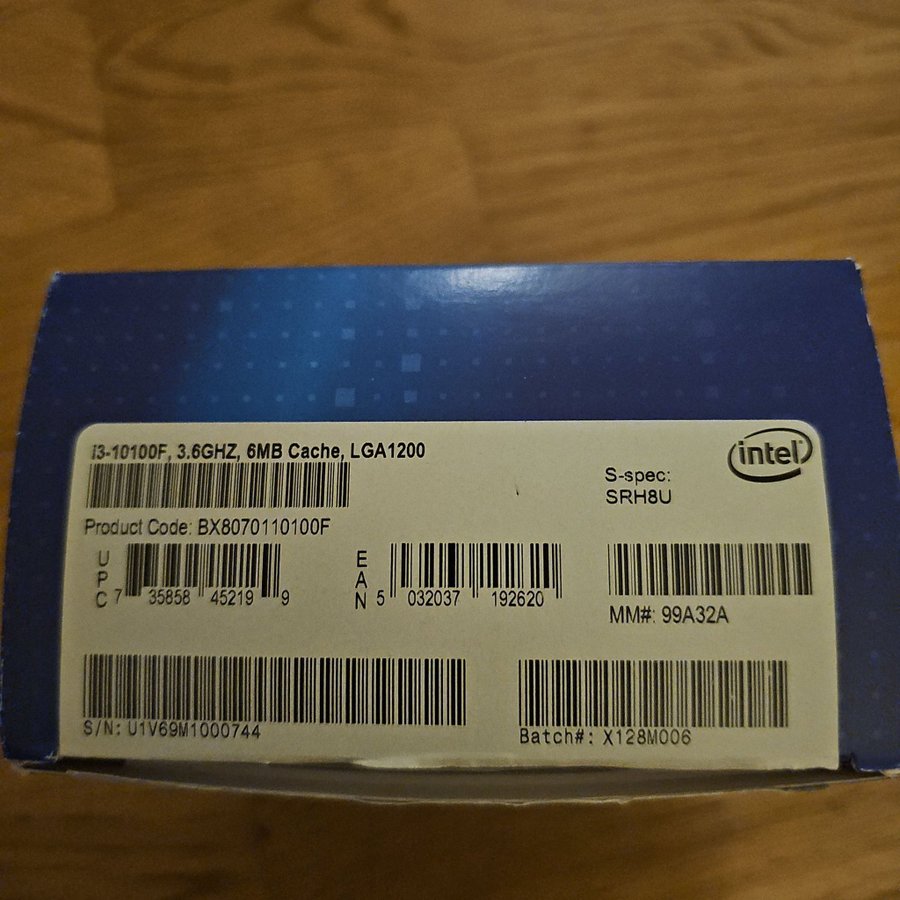 i3-10100F, 3.6GHZ, 6MB Cache, LGA1200
intel
S-spec:
SRH8U
Product Code: BX8070110100F
UPC 7 35858 45219 9
EAN 5 032037 192620
MM#: 99A32A
S/N: U1V69M1000744
Batch#: X128M006